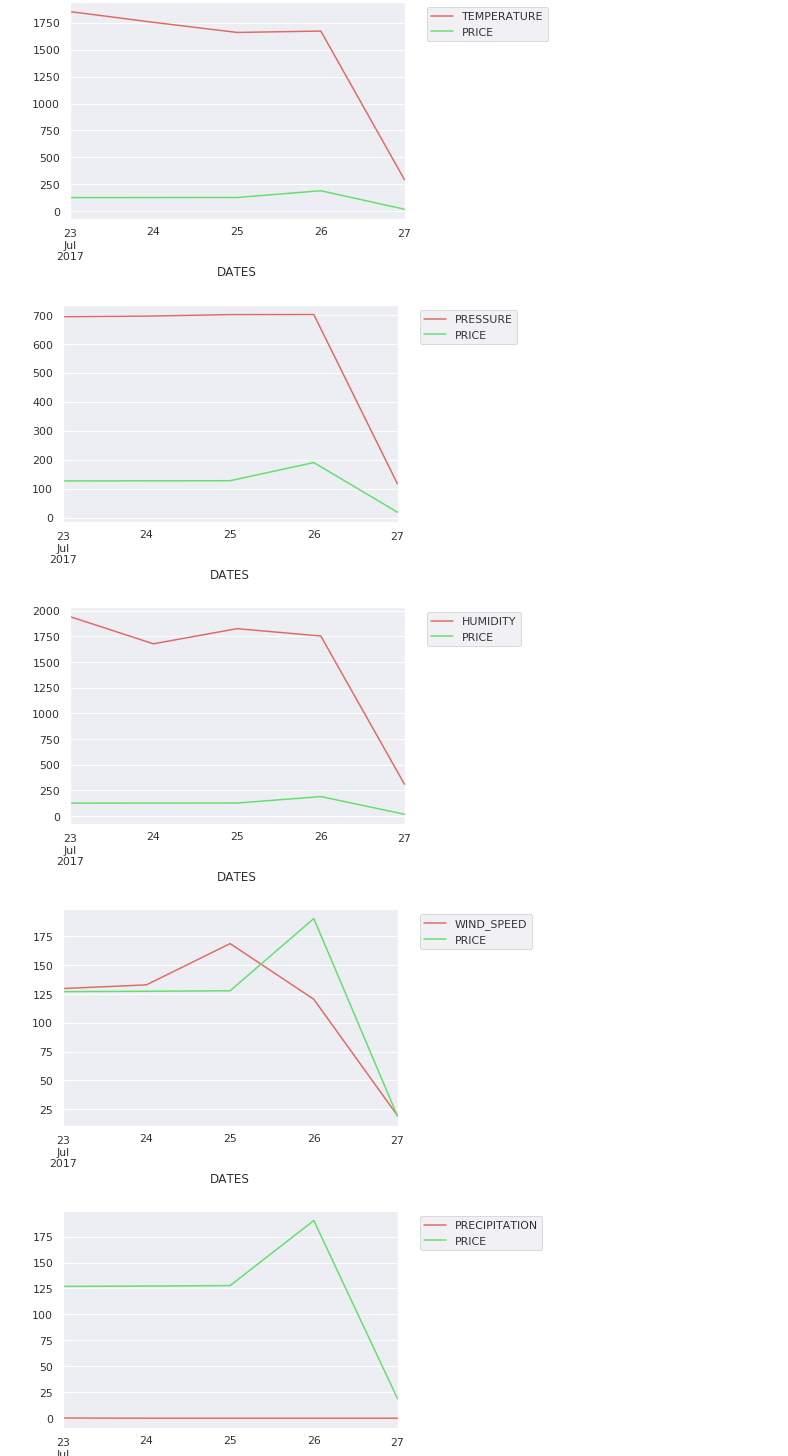 1750
1500
1250
1000
750
500
250
0
23 24 25 26 27
Jul
2017
DATES
TEMPERATURE
PRICE
700
600
500
400
300
200
100
0
23 24 25 26 27
Jul
2017
DATES
PRESSURE
PRICE
2000
1750
1500
1250
1000
750
500
250
0
23 24 25 26 27
Jul
2017
DATES
HUMIDITY
PRICE
175
150
125
100
75
50
25
23 24 25 26 27
Jul
2017
DATES
WIND_SPEED
PRICE
175
150
125
100
75
50
25
0
23 24 25 26 27
Jul
PRECIPITATION
PRICE